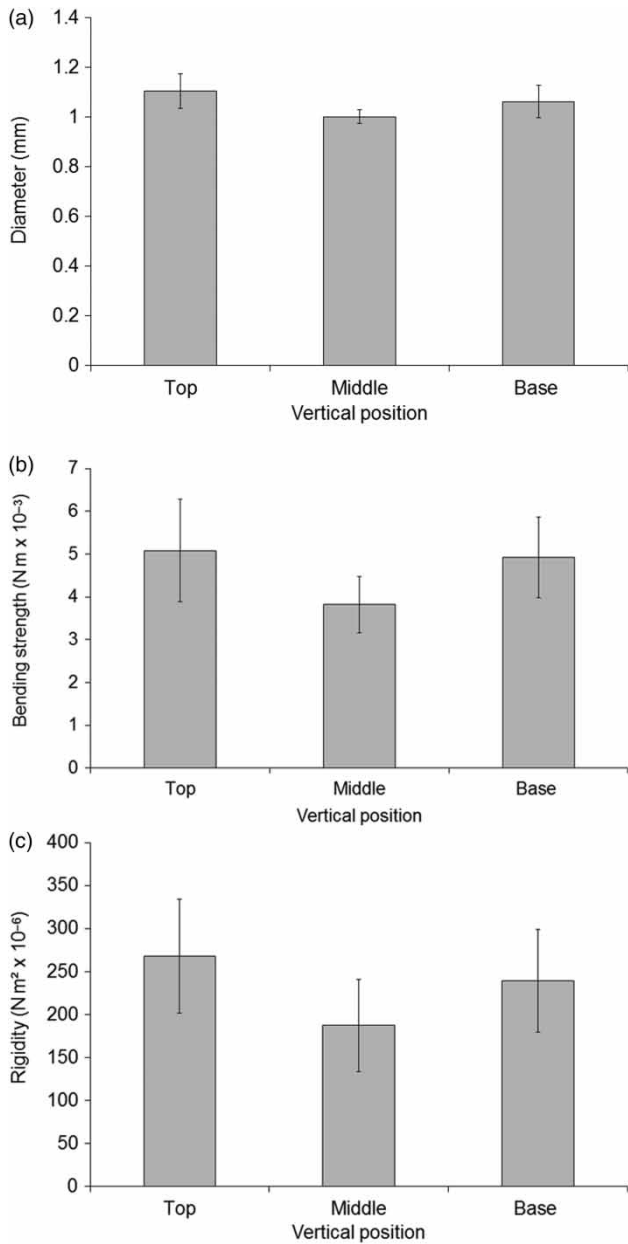 (a)
Diameter (mm)
1.4
1.2
1
0.8
0.6
0.4
0.2
0
Top Middle Base
Vertical position
(b)
Bending strength (N m x 10⁻³)
7
6
5
4
3
2
1
0
Top Middle Base
Vertical position
(c)
Rigidity (N m² x 10⁻⁶)
400
350
300
250
200
150
100
50
0
Top Middle Base
Vertical position